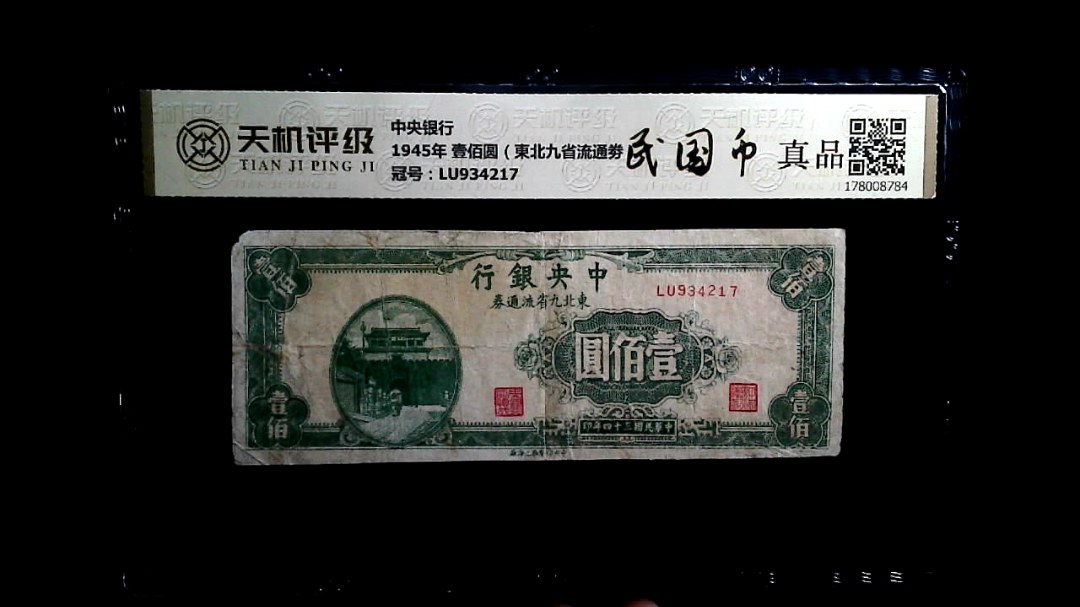 天机评级
TIAN JI PING JI
中央银行
1945年 壹佰圆（東北九省流通劵
冠号：LU934217
民国币
真品
178008784
中央銀行
東北九省流通券
LU934217
壹佰
壹佰
壹佰圓
壹佰
壹佰
中華民國三十四年印